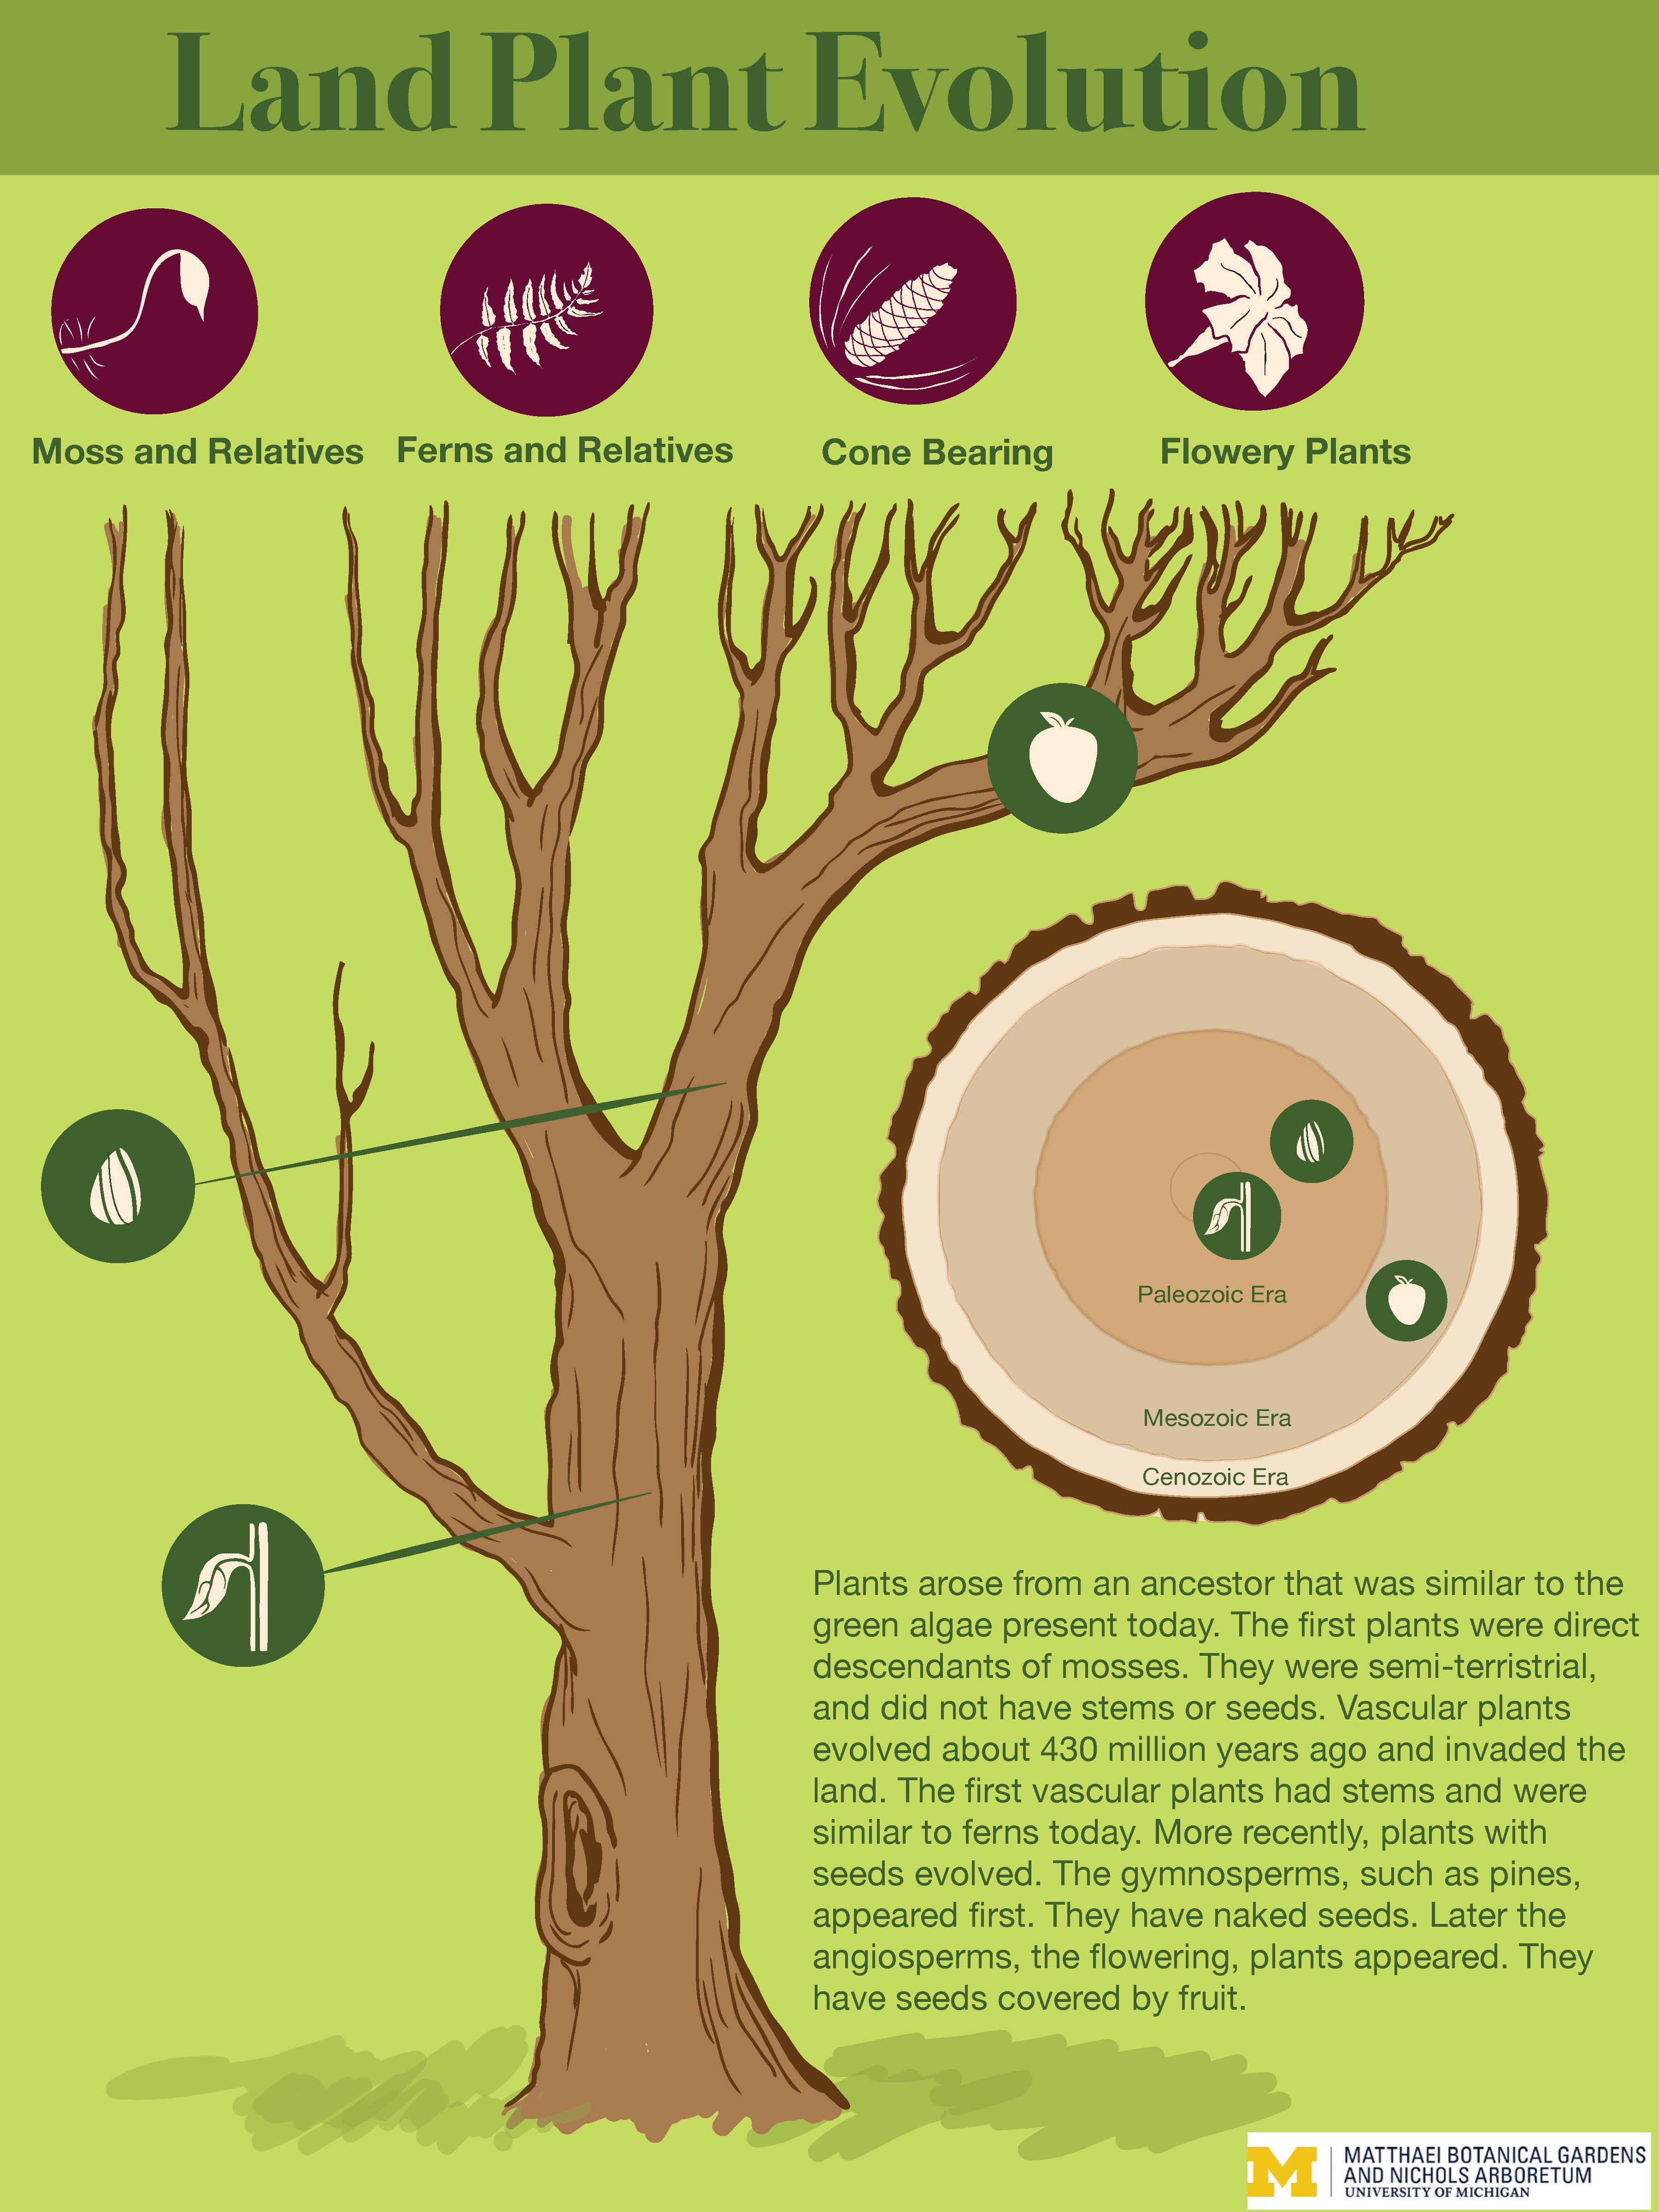 Land Plant Evolution
Moss and Relatives
Ferns and Relatives
Cone Bearing
Flowery Plants
Paleozoic Era
Mesozoic Era
Cenozoic Era
Plants arose from an ancestor that was similar to the
green algae present today. The first plants were direct
descendants of mosses. They were semi-terristrial,
and did not have stems or seeds. Vascular plants
evolved about 430 million years ago and invaded the
land. The first vascular plants had stems and were
similar to ferns today. More recently, plants with
seeds evolved. The gymnosperms, such as pines,
appeared first. They have naked seeds. Later the
angiosperms, the flowering, plants appeared. They
have seeds covered by fruit.
M
MATTHAEI BOTANICAL GARDENS
AND NICHOLS ARBORETUM
UNIVERSITY OF MICHIGAN